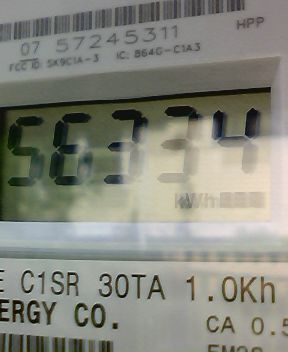 HPP
07 57245311
FCC ID: SK9C1A-3 IC: 864G-C1A3
56334
kWh
E C1SR 30TA 1.0Kh
ERGY CO.
CA 0.5